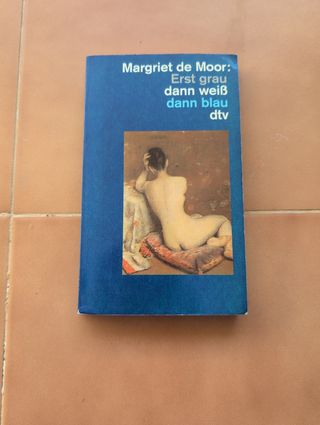 Margriet de Moor:
Erst grau
dann weiß
dann blau
dtv